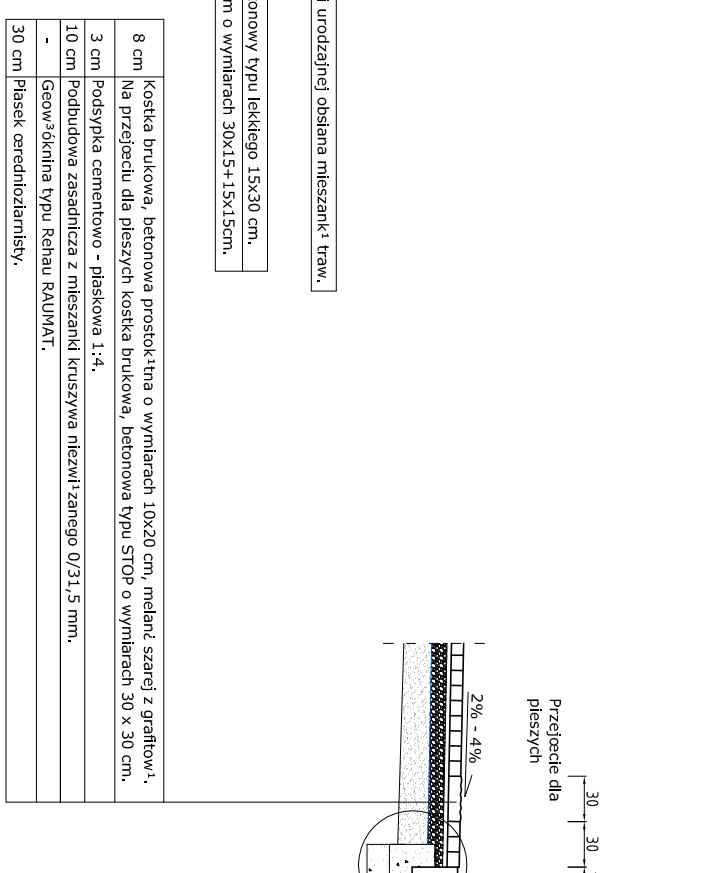 i urodzajnej obsiana mieszank¹ traw.
onowy typu lekkiego 15x30 cm.
m o wymiarach 30x15+15x15cm.
8 cm Kostka brukowa, betonowa prostok¹tna o wymiarach 10x20 cm, melan¿ szarej z grafitow¹.
Na przejœciu dla pieszych kostka brukowa, betonowa typu STOP o wymiarach 30 x 30 cm.
3 cm Podsypka cementowo - piaskowa 1:4.
10 cm Podbudowa zasadnicza z mieszanki kruszywa niezwi¹zanego 0/31,5 mm.
- Geow³óknina typu Rehau RAUMAT.
30 cm Piasek œrednioziarnisty.
Przejœcie dla
pieszych
30
30
2% - 4%